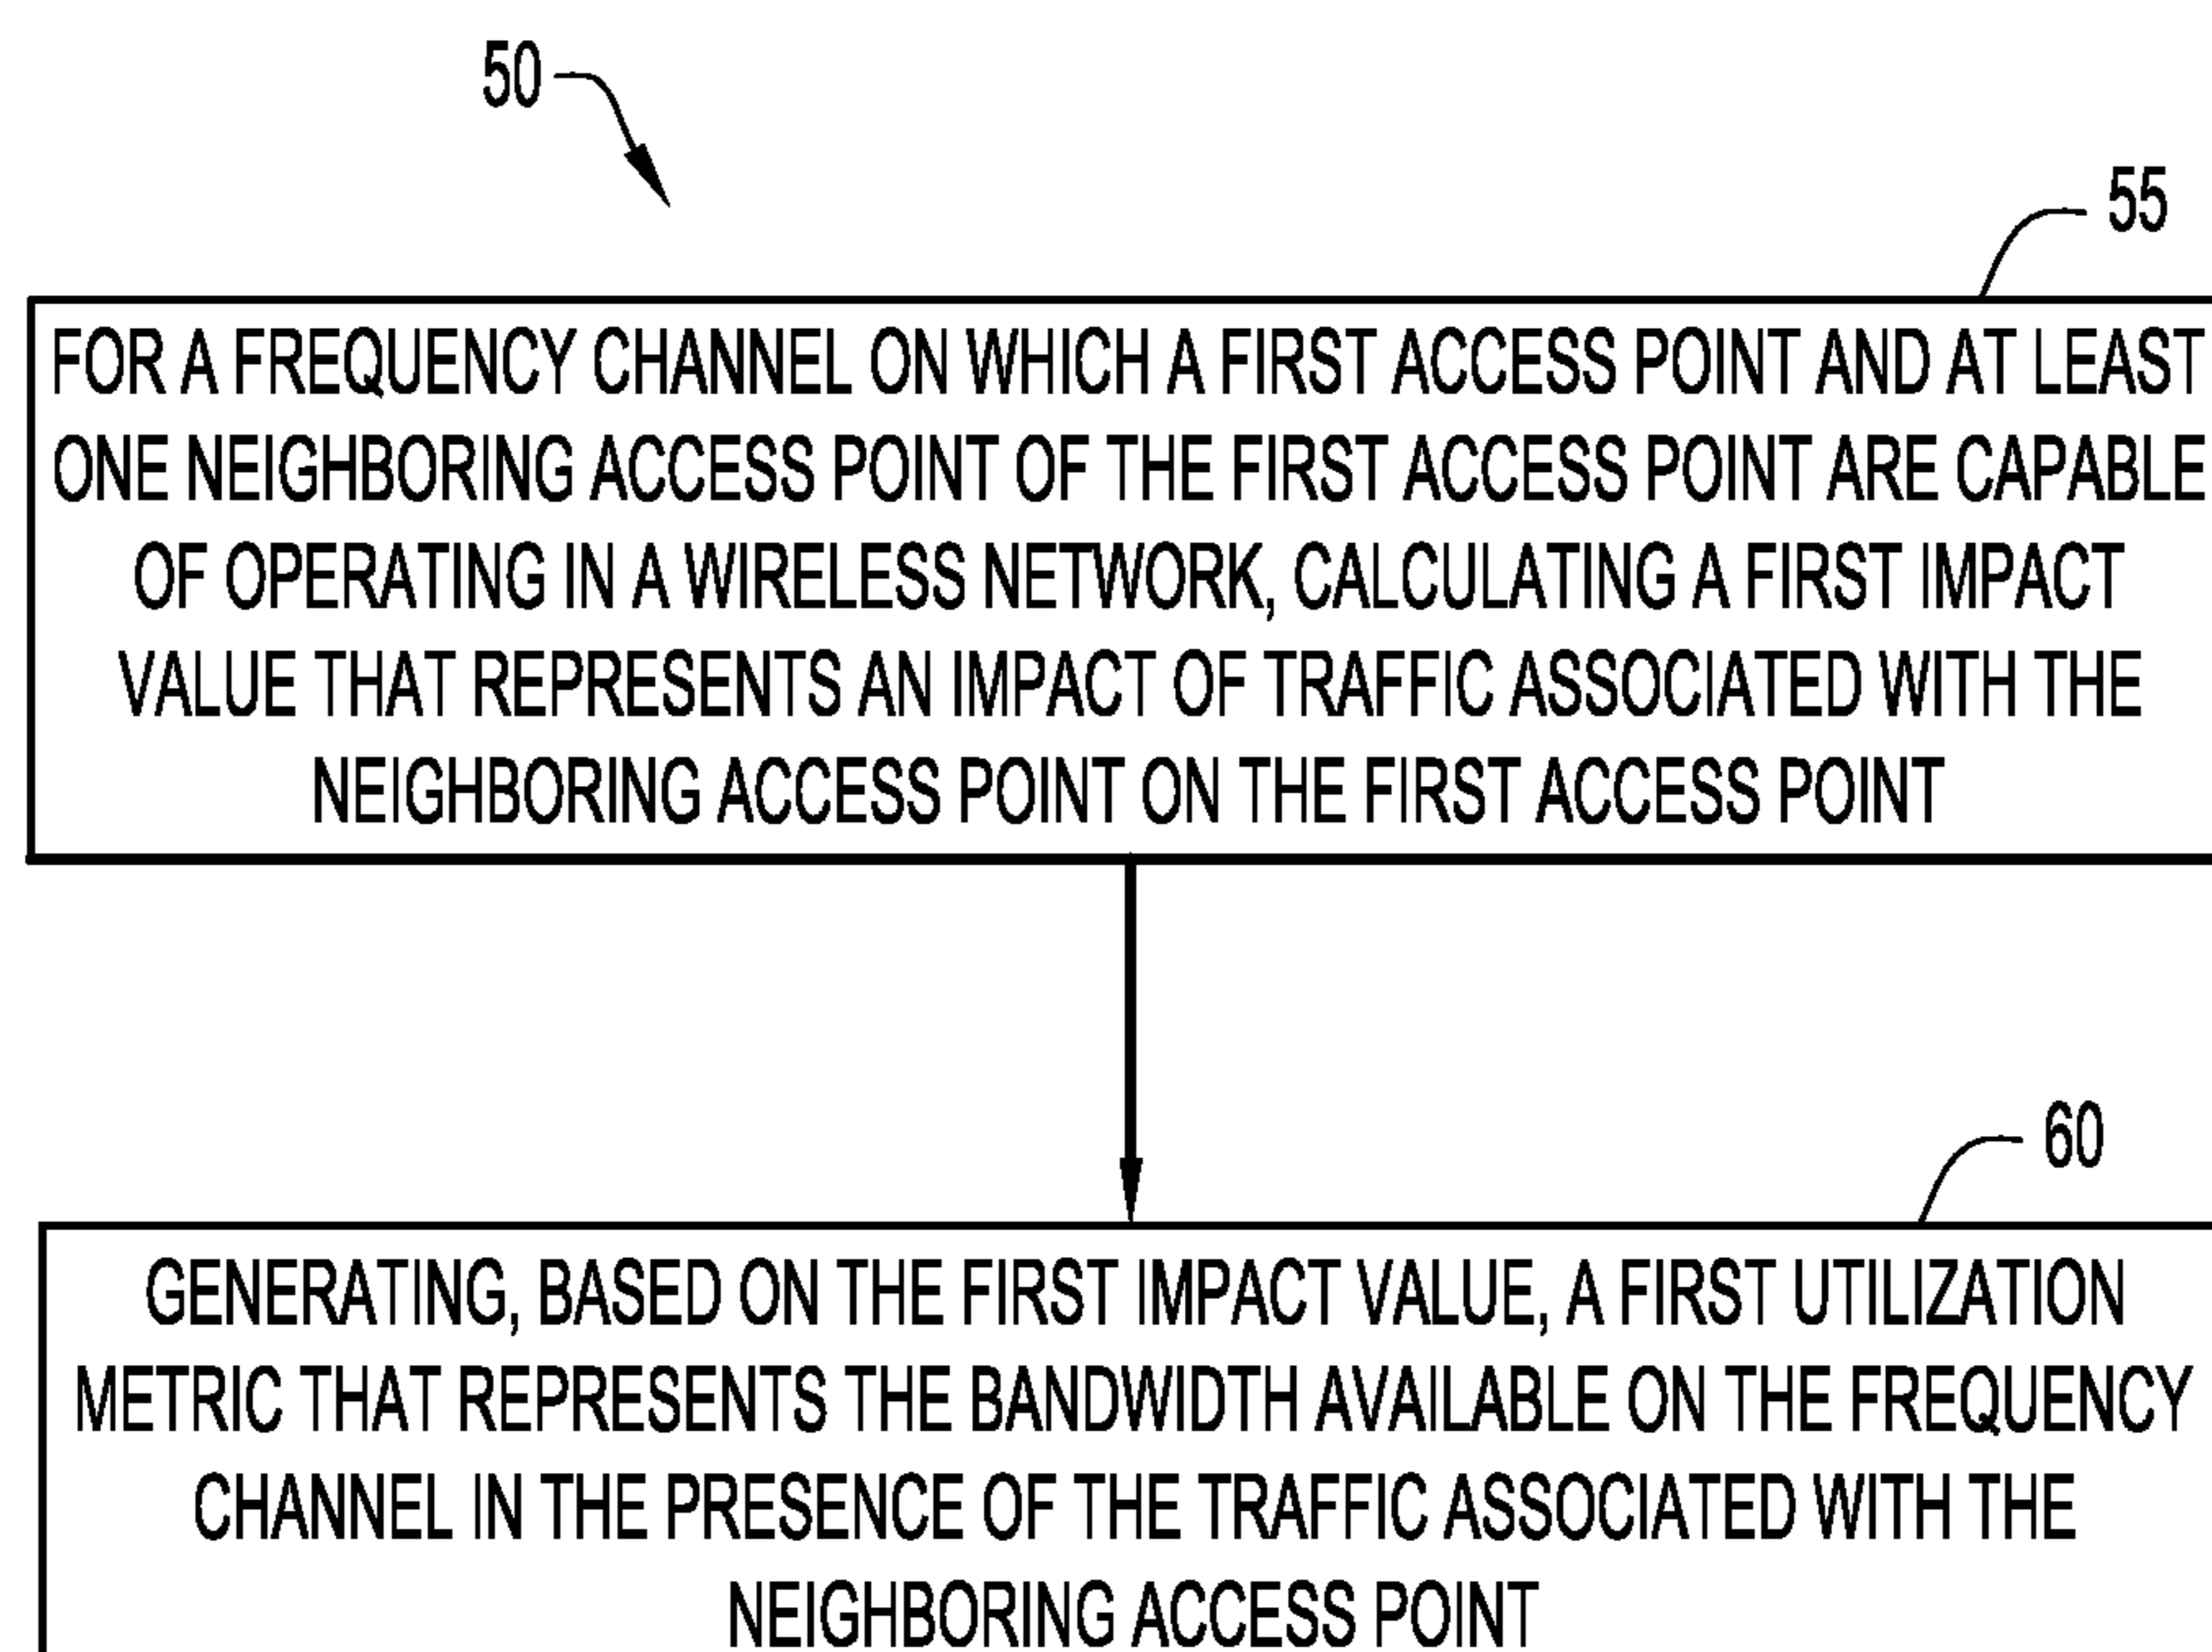 50
55
FOR A FREQUENCY CHANNEL ON WHICH A FIRST ACCESS POINT AND AT LEAST
ONE NEIGHBORING ACCESS POINT OF THE FIRST ACCESS POINT ARE CAPABLE
OF OPERATING IN A WIRELESS NETWORK, CALCULATING A FIRST IMPACT
VALUE THAT REPRESENTS AN IMPACT OF TRAFFIC ASSOCIATED WITH THE
NEIGHBORING ACCESS POINT ON THE FIRST ACCESS POINT
60
GENERATING, BASED ON THE FIRST IMPACT VALUE, A FIRST UTILIZATION
METRIC THAT REPRESENTS THE BANDWIDTH AVAILABLE ON THE FREQUENCY
CHANNEL IN THE PRESENCE OF THE TRAFFIC ASSOCIATED WITH THE
NEIGHBORING ACCESS POINT